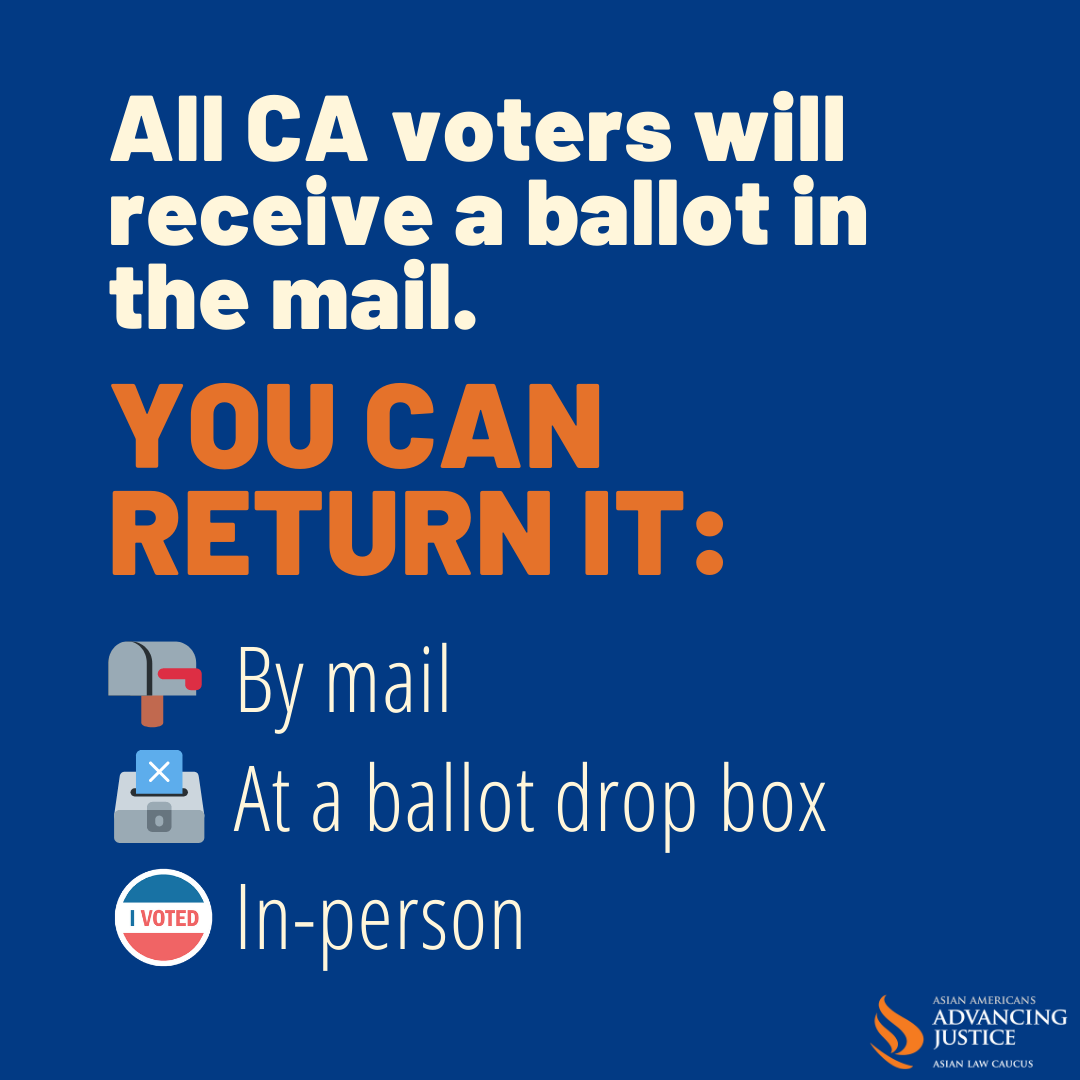 All CA voters will
receive a ballot in
the mail.
YOU CAN
RETURN IT:
By mail
At a ballot drop box
I VOTED
In-person
ASIAN AMERICANS
ADVANCING
JUSTICE
ASIAN LAW CAUCUS